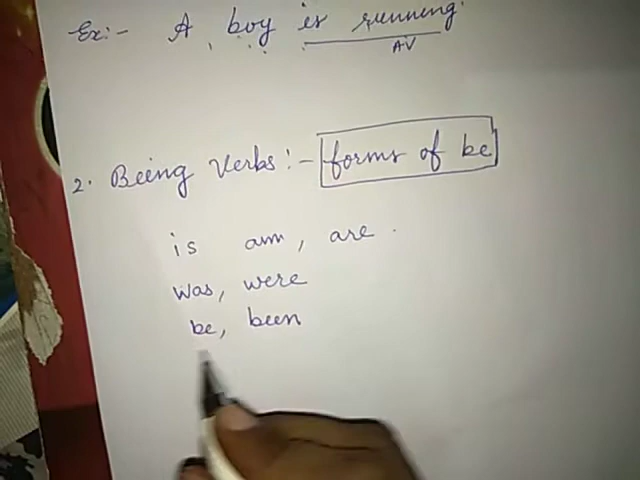 Ex:- A boy is running.
AV
2. Being Verbs:- forms of be
is am, are.
was, were
be, been